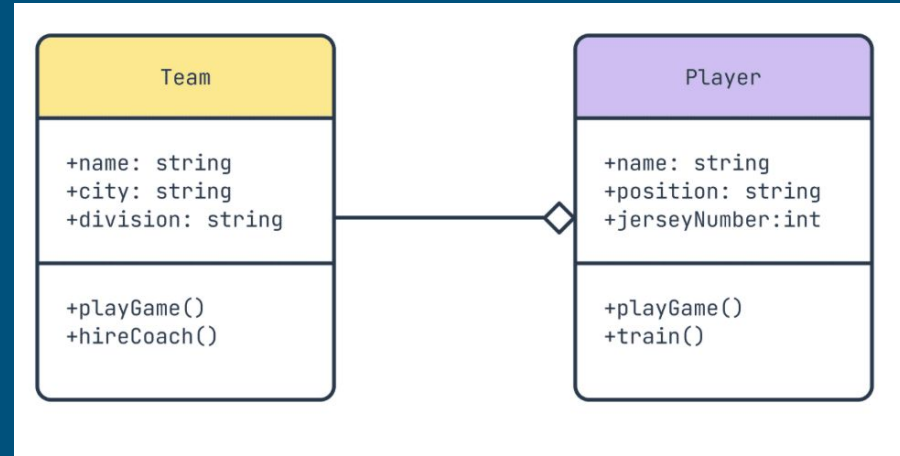 Team
+name: string
+city: string
+division: string
+playGame()
+hireCoach()
Player
+name: string
+position: string
+jerseyNumber:int
+playGame()
+train()